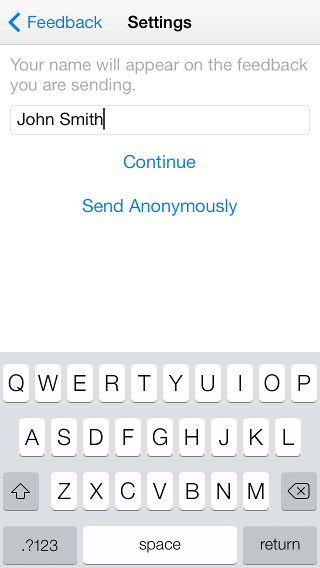 Feedback Settings
Your name will appear on the feedback
you are sending.
John Smith
Continue
Send Anonymously
Q W E R T Y U I O P
A S D F G H J K L
Z X C V B N M
.?123 space return